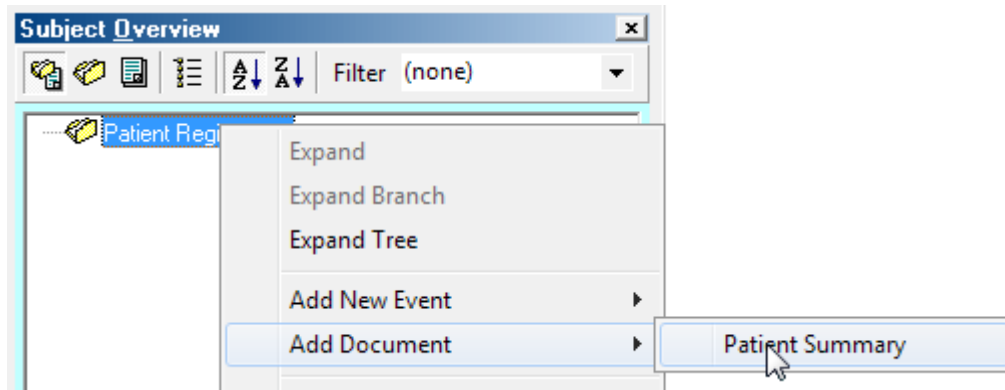 Subject Overview
Filter (none)
Patient Regi
Expand
Expand Branch
Expand Tree
Add New Event
Add Document
Patient Summary